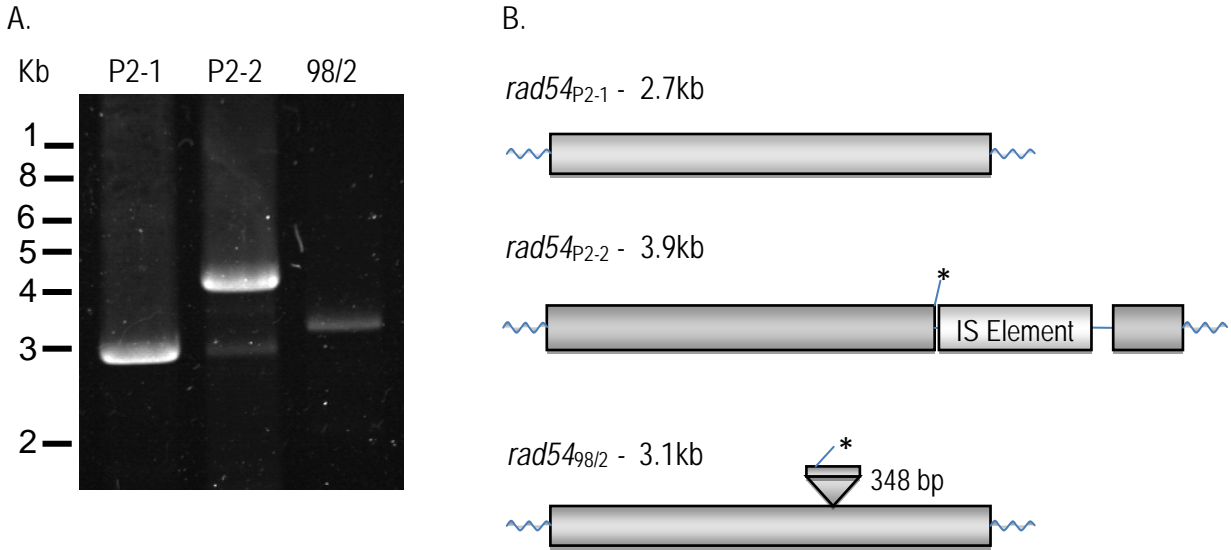 A.
Kb P2-1 P2-2 98/2
1
8
6
5
4
3
2
B.
rad54P2-1 - 2.7kb
rad54P2-2 - 3.9kb
*
IS Element
rad5498/2 - 3.1kb
*
348 bp